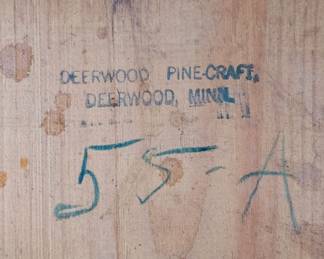 DEERWOOD PINE-CRAFT,
DEERWOOD, MINN.
55-A